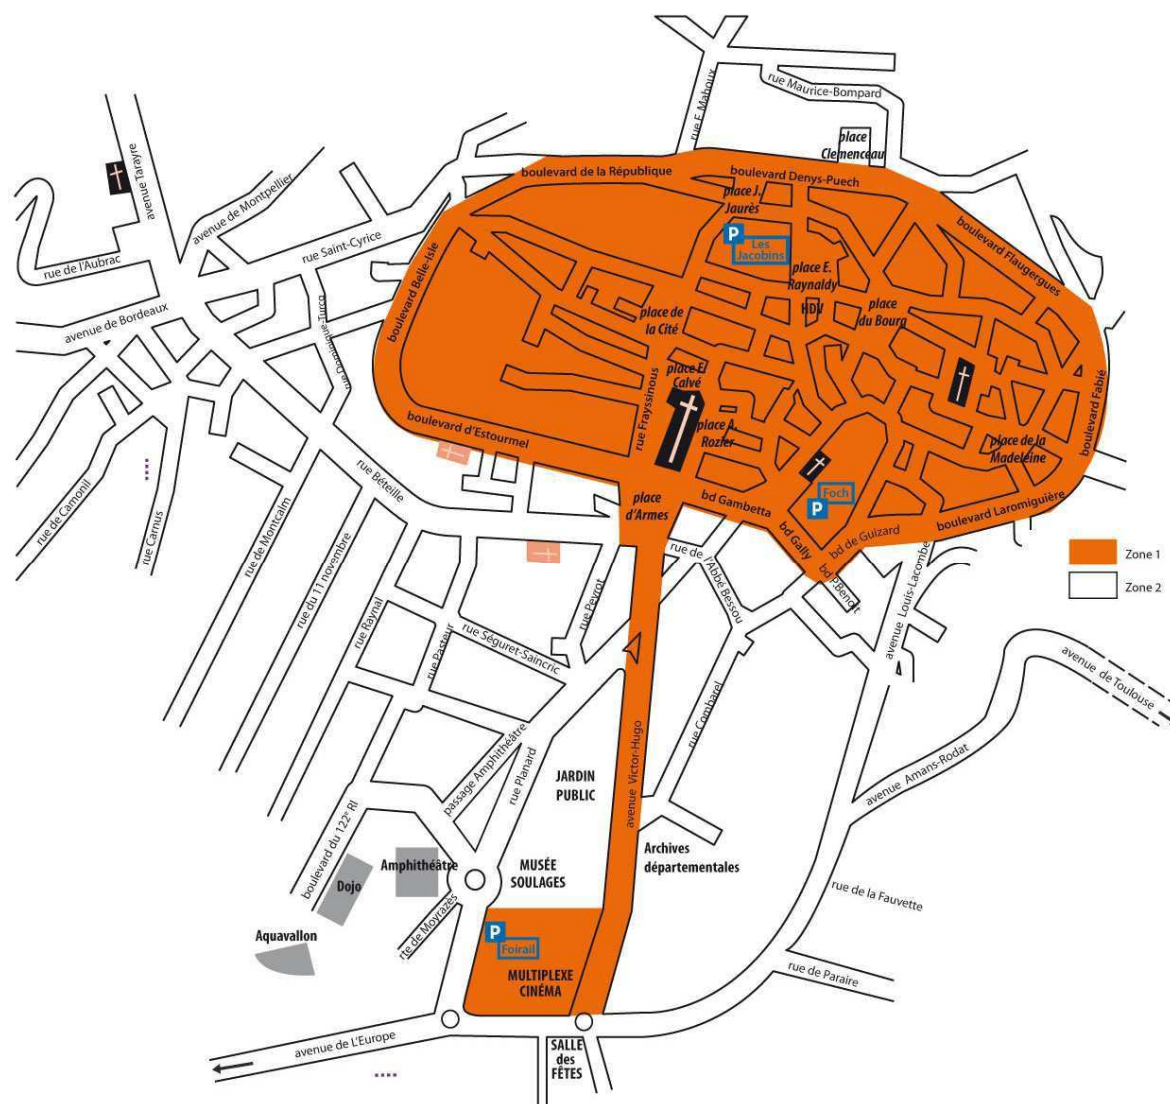 rue Maurice-Bompard
rue E. Mahoux
place
Clemenceau
avenue Tarayre
avenue de Montpellier
boulevard de la République
boulevard Denys-Puech
place J.
Jaurès
rue Saint-Cyrice
rue de l'Aubrac
boulevard Belle-Isle
P
Les
Jacobins
boulevard Flaugergues
place E.
Raynaldy
HDV
place
du Bourg
avenue de Bordeaux
rue Dominique-Turcq
place de
la Cité
place E/
Calvé
rue Frayssinous
place A.
Rozier
boulevard Fabié
place de la
Madeleine
boulevard d'Estourmel
rue Béteille
place
d'Armes
bd Gambetta
Foch
P
bd Gally
bd de Guizard
boulevard Laromiguière
rue de Camonil
rue Carnus
rue de Montcalm
rue du 11 novembre
rue Raynal
rue Pasteur
rue Séguret-Saincric
rue Peyrot
rue de l'Abbé Bessou
bd P.Benoit
avenue Louis-Lacombe
Zone 1
Zone 2
avenue de Toulouse
rue Combarel
avenue Victor-Hugo
avenue Amans-Rodat
passage Amphithéâtre
rue Planard
JARDIN
PUBLIC
boulevard du 122e RI
Amphithéâtre
Dojo
MUSÉE
SOULAGES
Archives
départementales
rue de la Fauvette
Aquavallon
rte de Moyrazès
P
Foirail
MULTIPLEXE
CINÉMA
rue de Paraire
avenue de L'Europe
SALLE
des
FÊTES